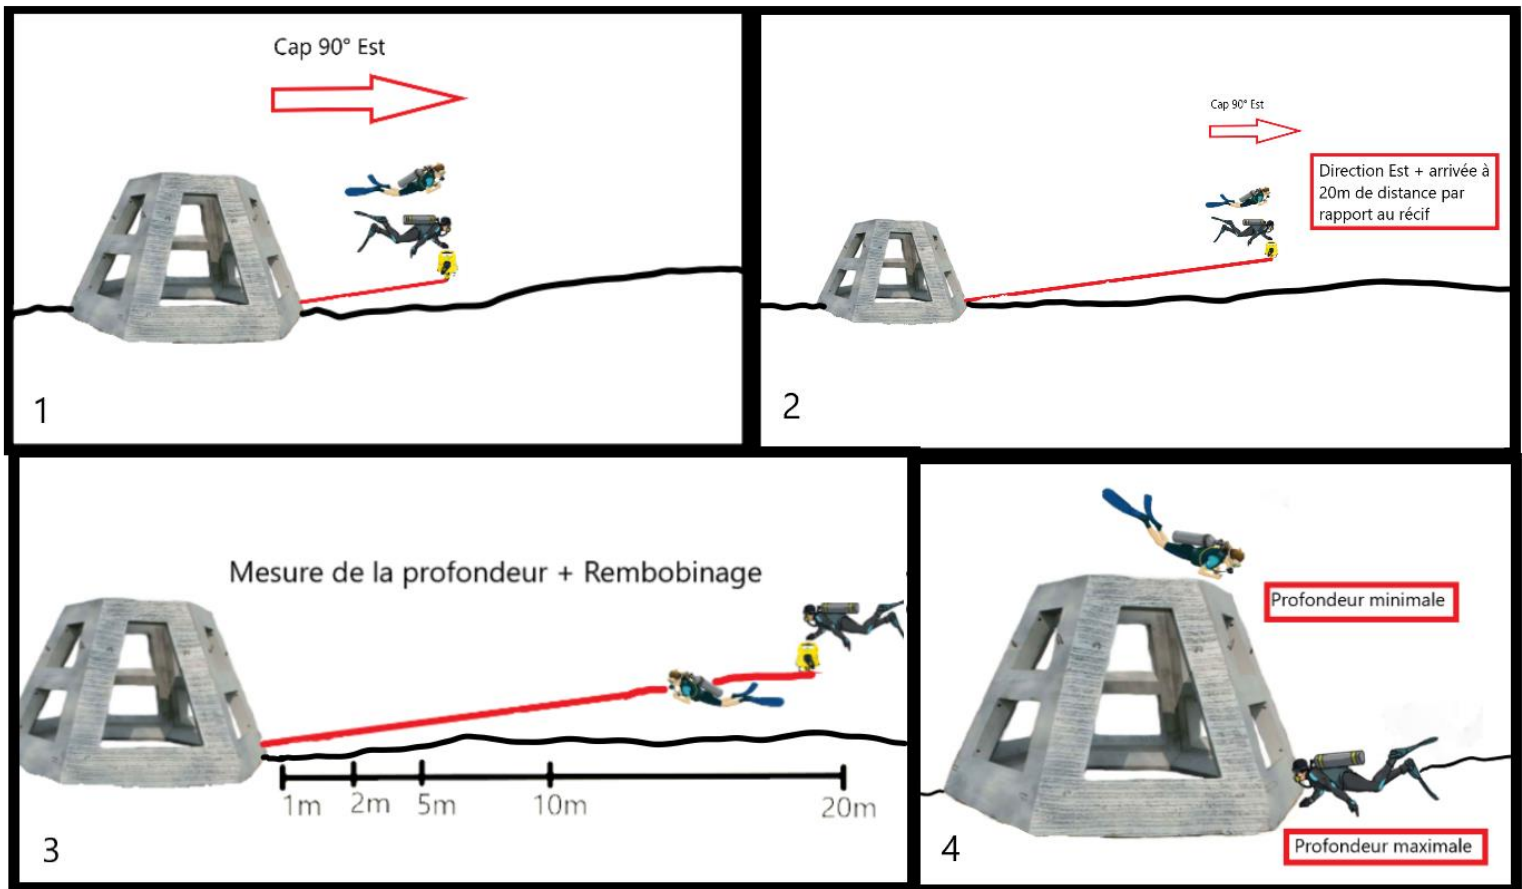 Cap 90° Est
1
Cap 90° Est
Direction Est + arrivée à
20m de distance par
rapport au récif
2
Mesure de la profondeur + Rembobinage
1m 2m 5m 10m 20m
3
Profondeur minimale
Profondeur maximale
4